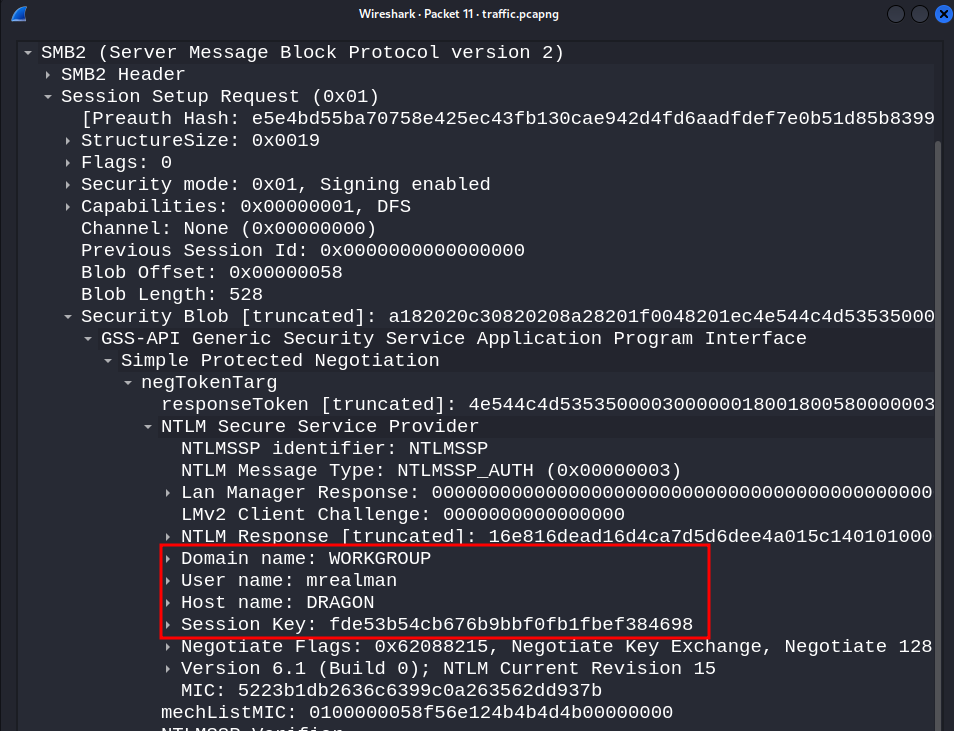 Wireshark · Packet 11 · traffic.pcapng
SMB2 (Server Message Block Protocol version 2)
SMB2 Header
Session Setup Request (0x01)
[Preauth Hash: e5e4bd55ba70758e425ec43fb130cae942d4fd6aadfdef7e0b51d85b8399
StructureSize: 0x0019
Flags: 0
Security mode: 0x01, Signing enabled
Capabilities: 0x00000001, DFS
Channel: None (0x00000000)
Previous Session Id: 0x0000000000000000
Blob Offset: 0x00000058
Blob Length: 528
Security Blob [truncated]: a182020c30820208a28201f0048201ec4e544c4d53535000
GSS-API Generic Security Service Application Program Interface
Simple Protected Negotiation
negTokenTarg
responseToken [truncated]: 4e544c4d53535000030000001800180058000000​3
NTLM Secure Service Provider
NTLMSSP identifier: NTLMSSP
NTLM Message Type: NTLMSSP_AUTH (0x00000003)
Lan Manager Response: 00000000000000000000000000000000000000000000
LMv2 Client Challenge: 0000000000000000
NTLM Response [truncated]: 16e816dead16d4ca7d5d6dee4a015c140101000
Domain name: WORKGROUP
User name: mrealman
Host name: DRAGON
Session Key: fde53b54cb676b9bbf0fb1fbef384698
Negotiate Flags: 0x62088215, Negotiate Key Exchange, Negotiate 128
Version 6.1 (Build 0); NTLM Current Revision 15
MIC: 5223b1db2636c6399c0a263562dd937b
mechListMIC: 0100000058f56e124b4b4d4b00000000
NTLMSSP Verifier